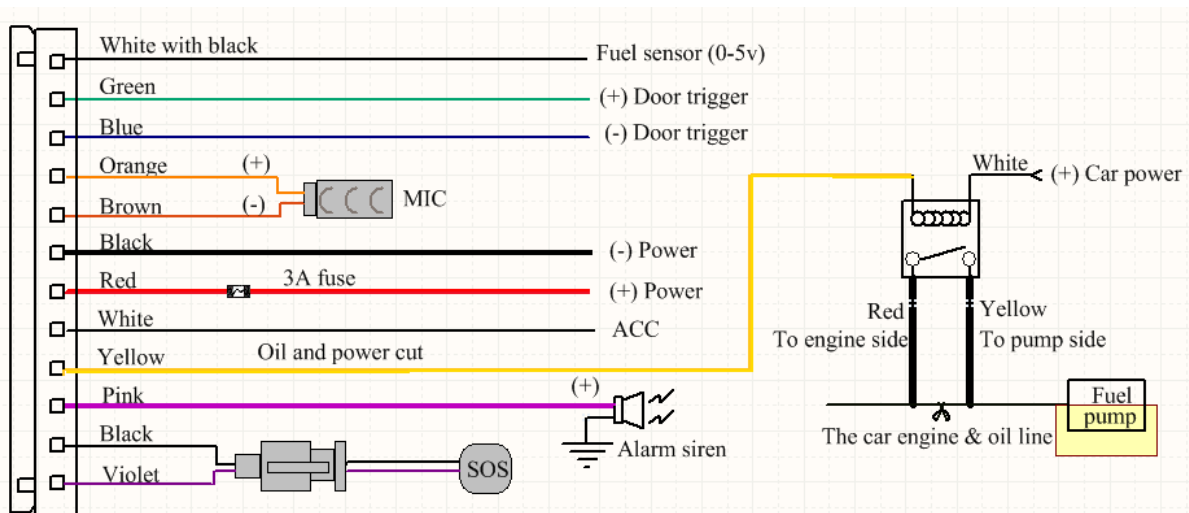 White with black
Fuel sensor (0-5v)
Green
(+) Door trigger
Blue
(-) Door trigger
Orange
(+)
MIC
Brown
(-)
Black
(-) Power
Red
3A fuse
(+) Power
White
ACC
Yellow
Oil and power cut
Pink
(+)
Alarm siren
Black
Violet
SOS
White
(+) Car power
Red
To engine side
Yellow
To pump side
The car engine & oil line
Fuel
pump